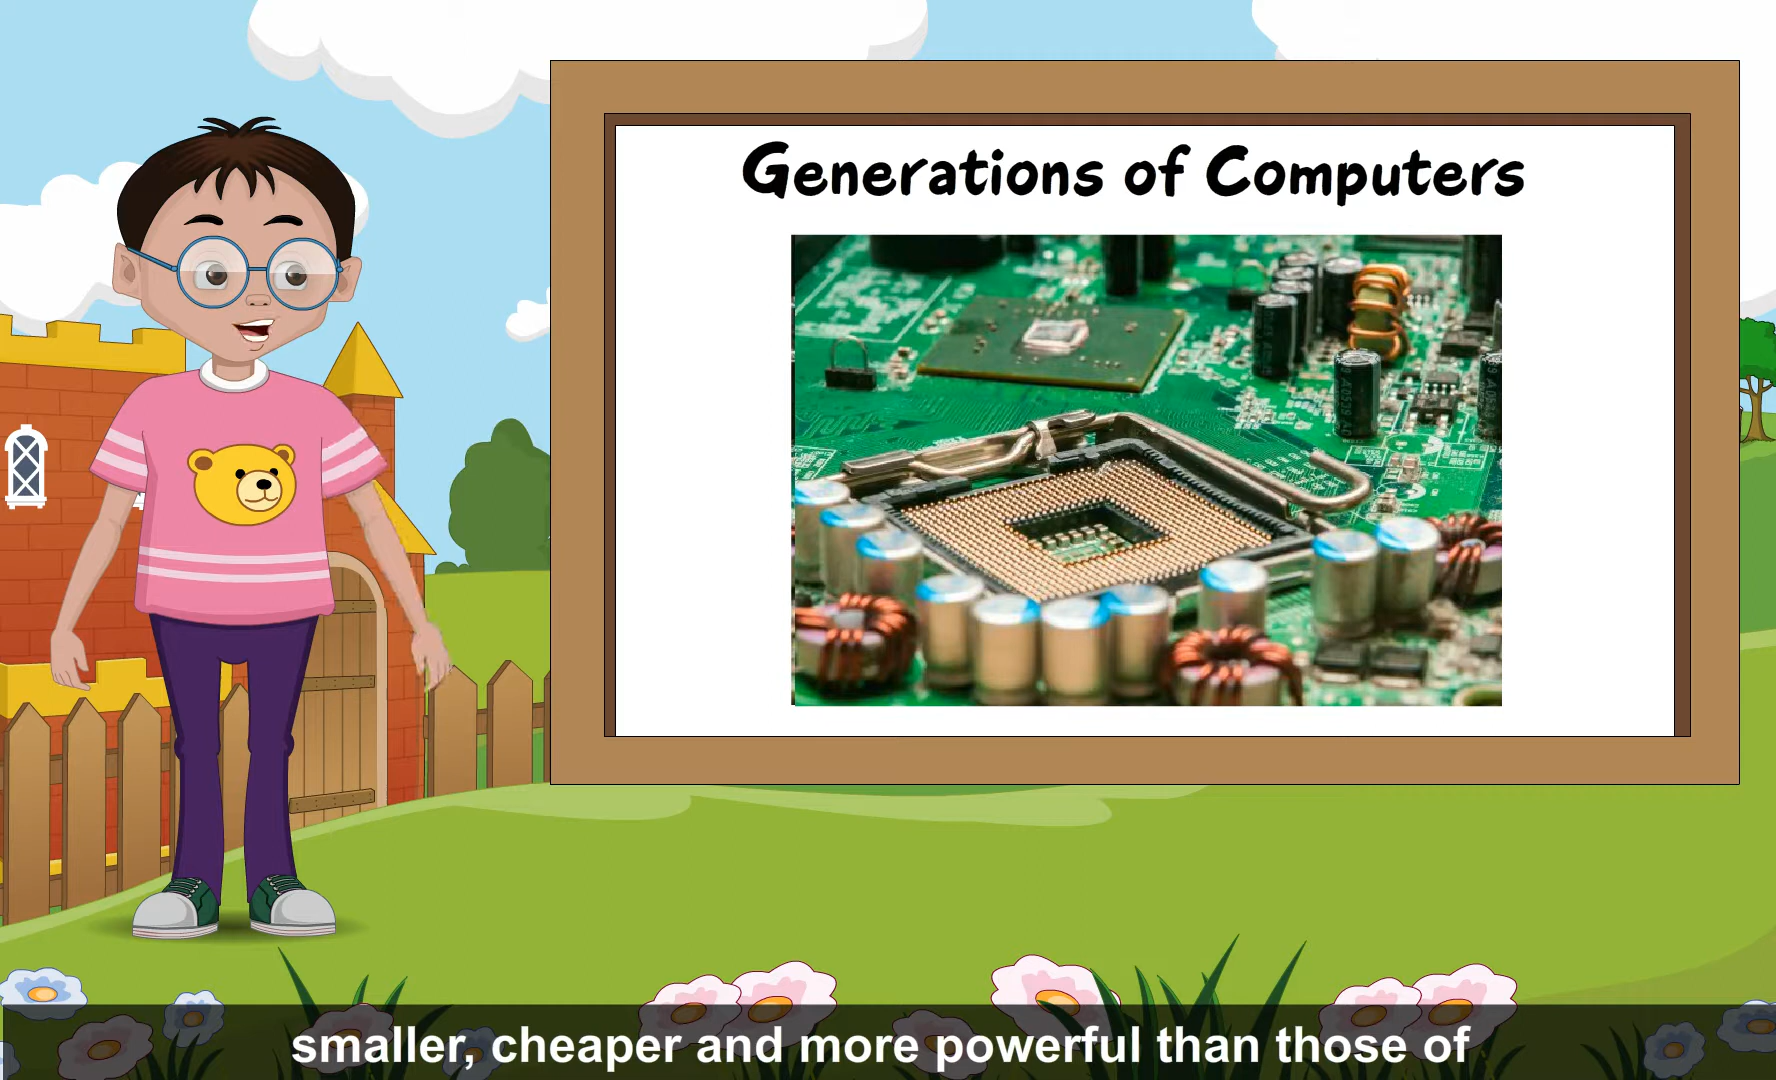 Generations of Computers
smaller, cheaper and more powerful than those of